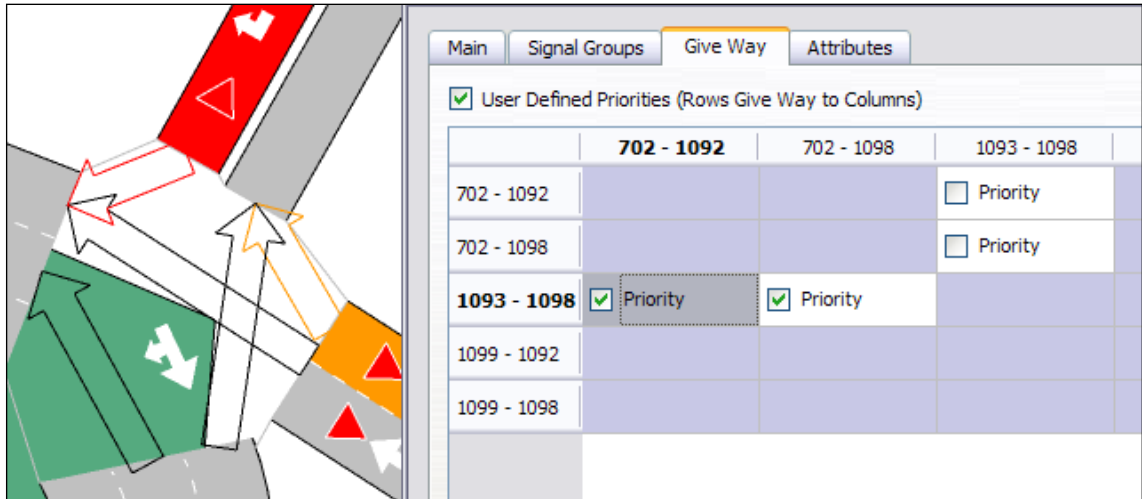 Main Signal Groups Give Way Attributes
User Defined Priorities (Rows Give Way to Columns)
702 - 1092 702 - 1098 1093 - 1098
702 - 1092 Priority
702 - 1098 Priority
1093 - 1098 Priority Priority
1099 - 1092
1099 - 1098